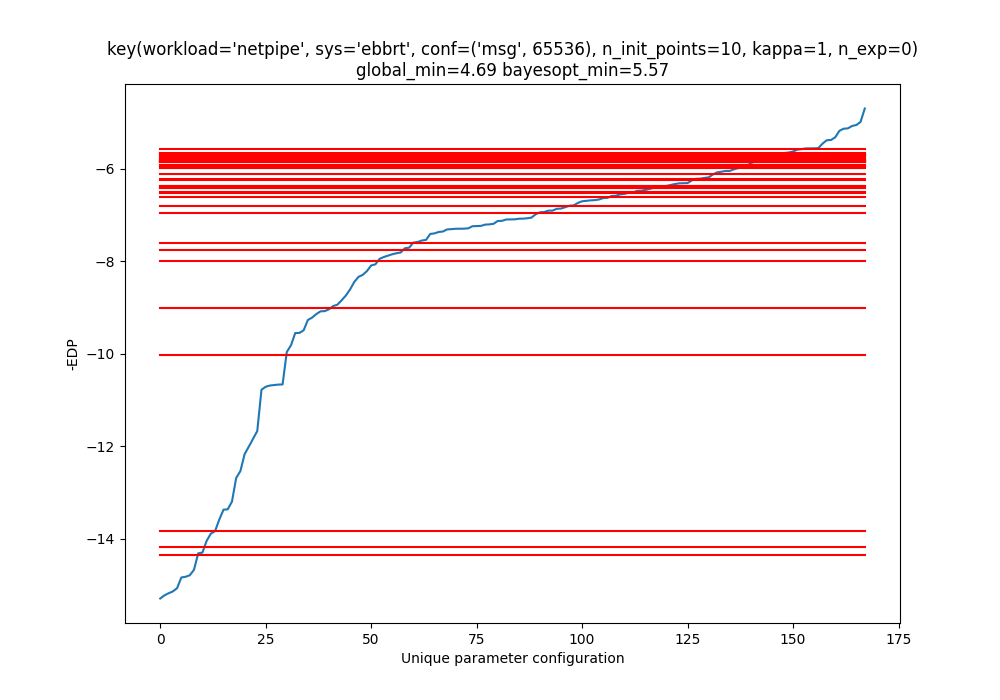 key(workload='netpipe', sys='ebbrt', conf=('msg', 65536), n_init_points=10, kappa=1, n_exp=0)
global_min=4.69 bayesopt_min=5.57
−6
−8
−10
−12
−14
-EDP
0 25 50 75 100 125 150 175
Unique parameter configuration